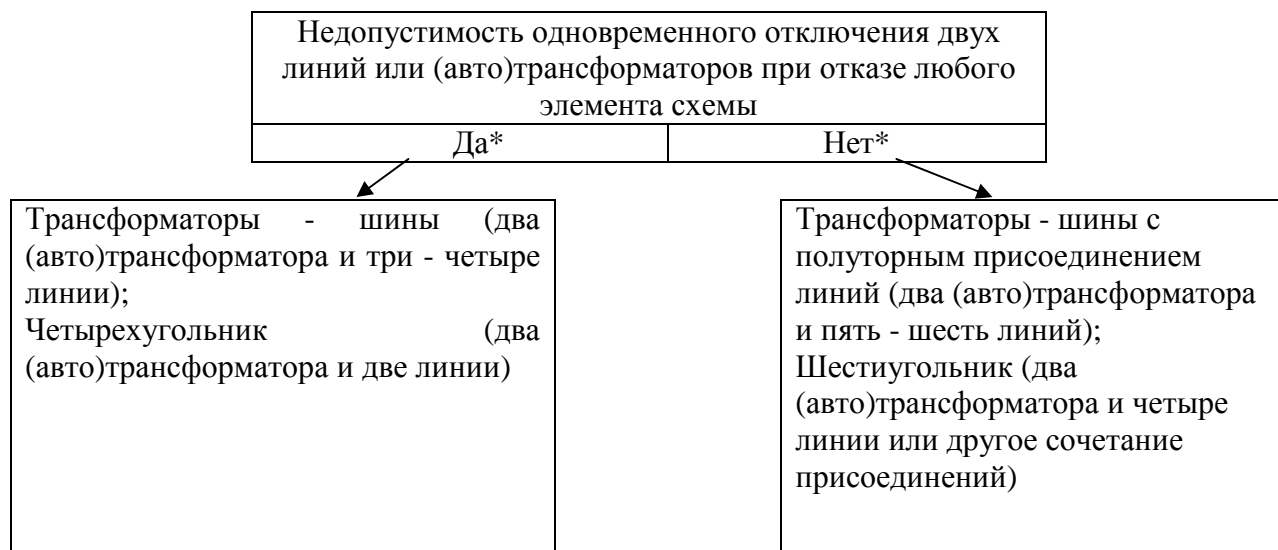 Недопустимость одновременного отключения двух
линий или (авто)трансформаторов при отказе любого
элемента схемы
Да*
Нет*
Трансформаторы - шины (два
(авто)трансформатора и три - четыре
линии);
Четырехугольник (два
(авто)трансформатора и две линии)
Трансформаторы - шины с
полуторным присоединением
линий (два (авто)трансформатора
и пять - шесть линий);
Шестиугольник (два
(авто)трансформатора и четыре
линии или другое сочетание
присоединений)